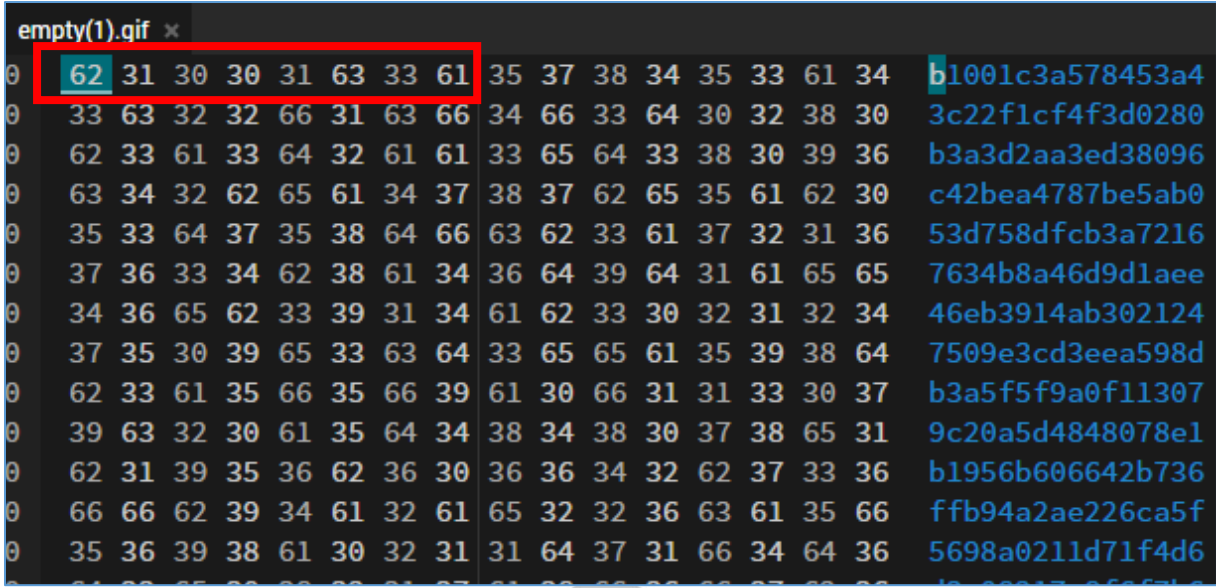 empty(1).gif ×
0 62 31 30 30 31 63 33 61 35 37 38 34 35 33 61 34 b1001c3a578453a4
0 33 63 32 32 66 31 63 66 34 66 33 64 30 32 38 30 3c22f1cf4f3d0280
0 62 33 61 33 64 32 61 61 33 65 64 33 38 30 39 36 b3a3d2aa3ed38096
0 63 34 32 62 65 61 34 37 38 37 62 65 35 61 62 30 c42bea4787be5ab0
0 35 33 64 37 35 38 64 66 63 62 33 61 37 32 31 36 53d758dfcb3a7216
0 37 36 33 34 62 38 61 34 36 64 39 64 31 61 65 65 7634b8a46d9d1aee
0 34 36 65 62 33 39 31 34 61 62 33 30 32 31 32 34 46eb3914ab302124
0 37 35 30 39 65 33 63 64 33 65 65 61 35 39 38 64 7509e3cd3eea598d
0 62 33 61 35 66 35 66 39 61 30 66 31 31 33 30 37 b3a5f5f9a0f11307
0 39 63 32 30 61 35 64 34 38 34 38 30 37 38 65 31 9c20a5d4848078e1
0 62 31 39 35 36 62 36 30 36 36 34 32 62 37 33 36 b1956b606642b736
0 66 66 62 39 34 61 32 61 65 32 32 36 63 61 35 66 ffb94a2ae226ca5f
0 35 36 39 38 61 30 32 31 31 64 37 31 66 34 64 36 5698a0211d71f4d6